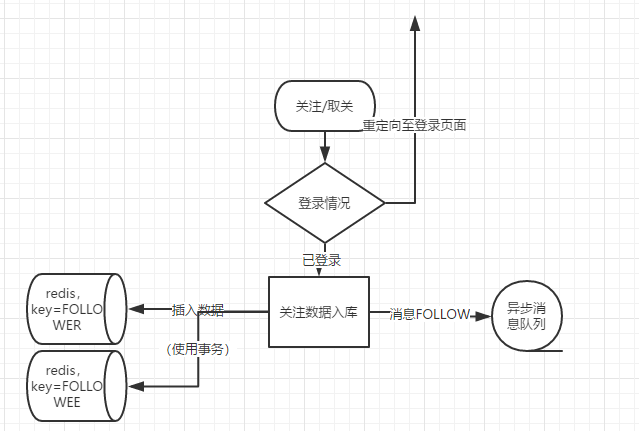 关注/取关
重定向至登录页面
登录情况
已登录
redis,
key=FOLLO
WER
插入数据
关注数据入库
消息FOLLOW
异步消
息队列
（使用事务）
redis,
key=FOLLO
WEE